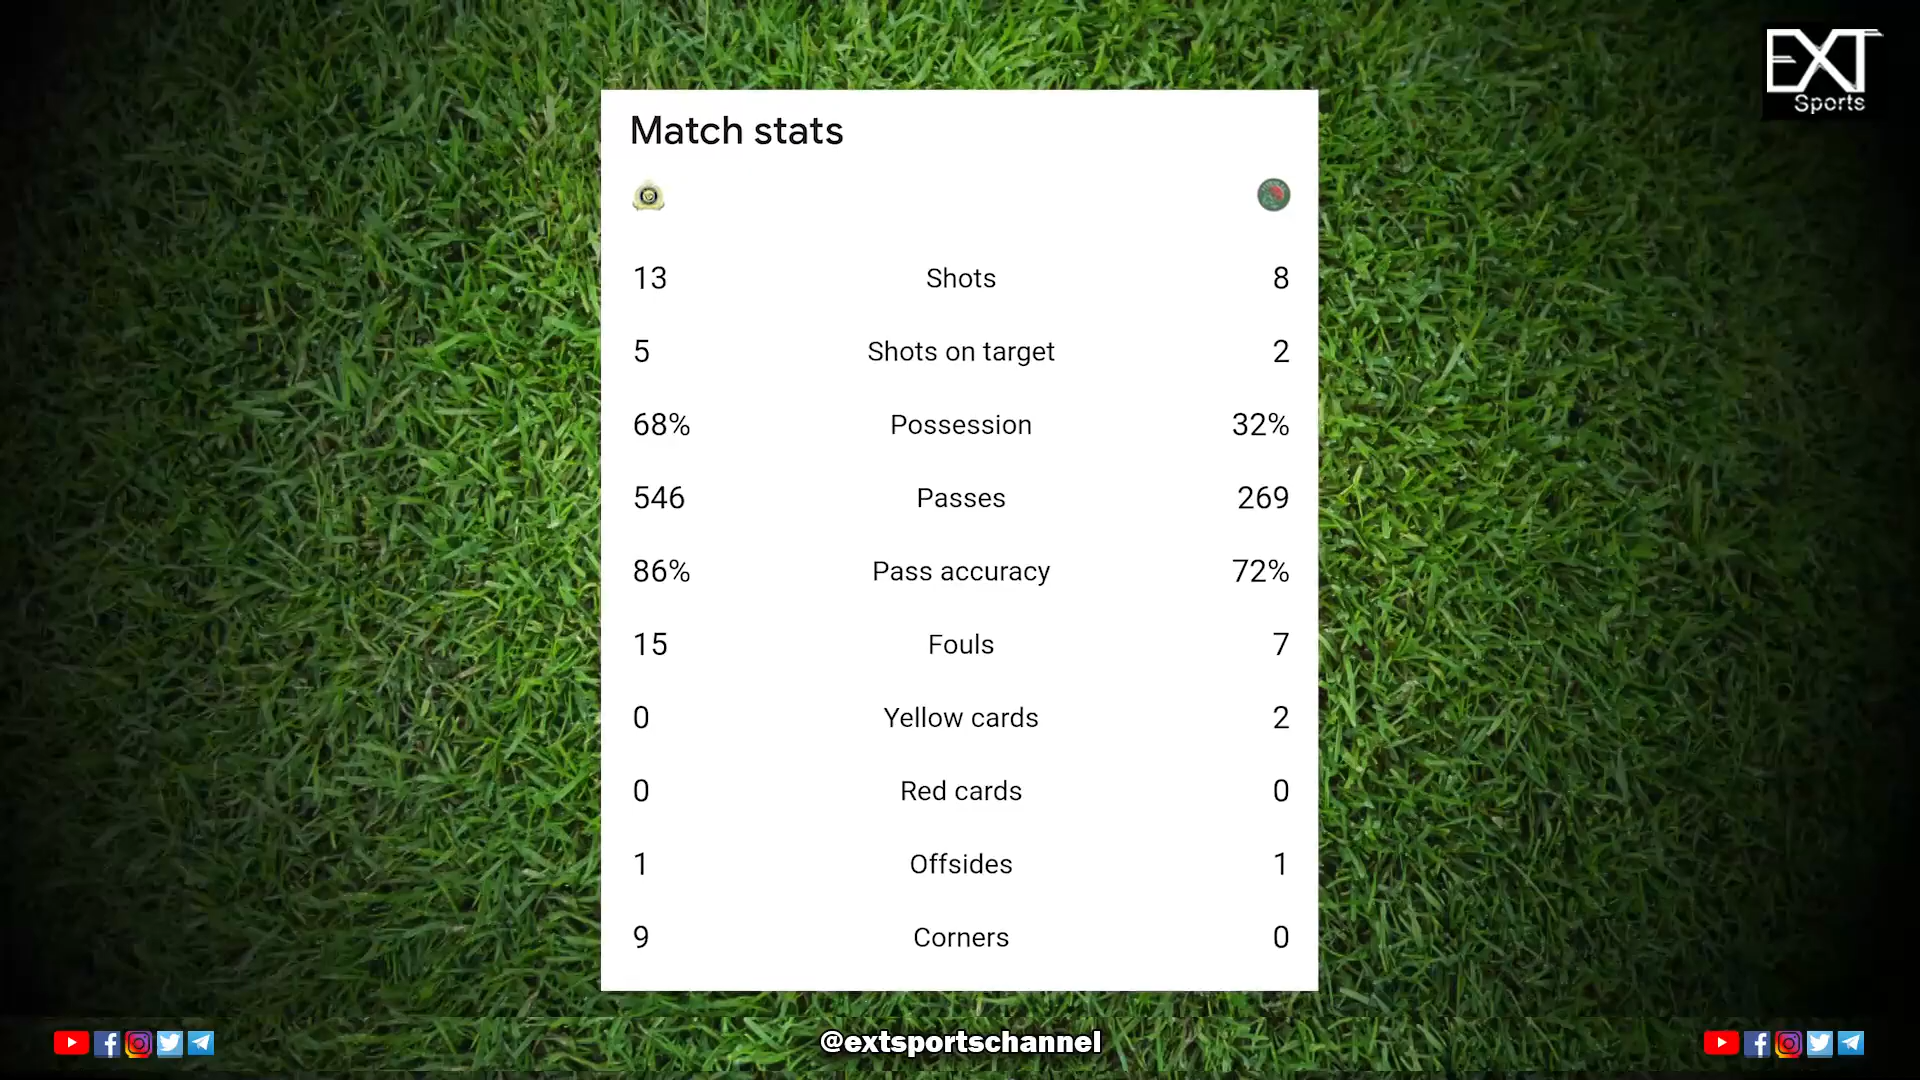 EXT
Sports
Match stats
13 Shots 8
5 Shots on target 2
68% Possession 32%
546 Passes 269
86% Pass accuracy 72%
15 Fouls 7
0 Yellow cards 2
0 Red cards 0
1 Offsides 1
9 Corners 0
@extsportschannel